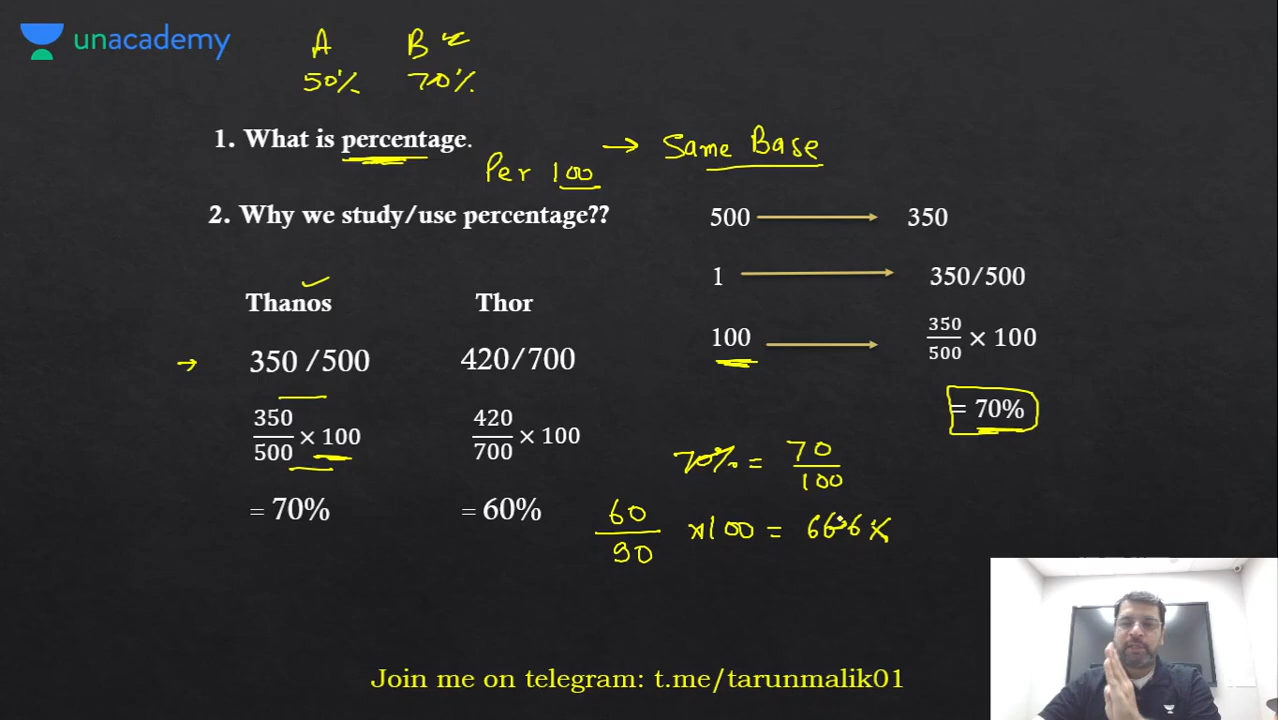 unacademy
A B
50% 70%
1. What is percentage.
Per 100 → Same Base
2. Why we study/use percentage??
500 → 350
1 → 350/500
100 → 350/500 × 100
= 70%
Thanos Thor
→ 350 /500 420/700
350/500 × 100 420/700 × 100
= 70% = 60%
70% = 70/100
60/90 ×100 = 66.6%
Join me on telegram: t.me/tarunmalik01